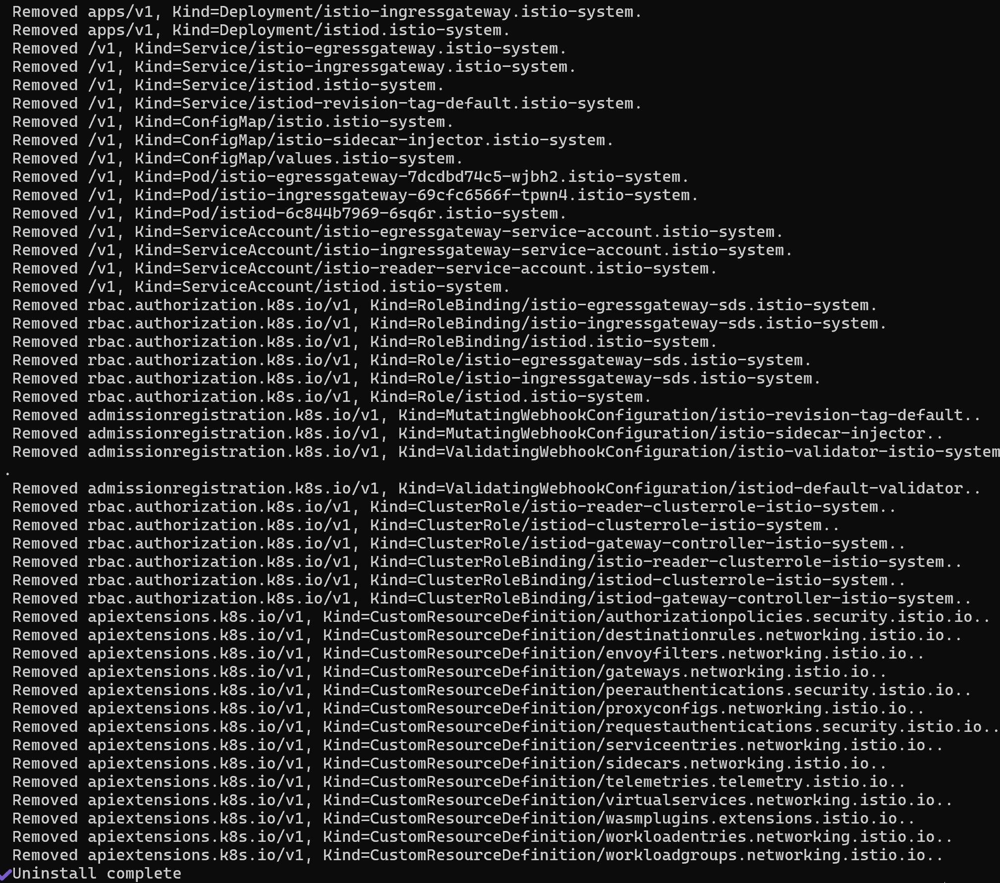 Removed apps/v1, Kind=Deployment/istio-ingressgateway.istio-system.
Removed apps/v1, Kind=Deployment/istiod.istio-system.
Removed /v1, Kind=Service/istio-egressgateway.istio-system.
Removed /v1, Kind=Service/istio-ingressgateway.istio-system.
Removed /v1, Kind=Service/istiod.istio-system.
Removed /v1, Kind=Service/istiod-revision-tag-default.istio-system.
Removed /v1, Kind=ConfigMap/istio.istio-system.
Removed /v1, Kind=ConfigMap/istio-sidecar-injector.istio-system.
Removed /v1, Kind=ConfigMap/values.istio-system.
Removed /v1, Kind=Pod/istio-egressgateway-7dcdbd74c5-wjbh2.istio-system.
Removed /v1, Kind=Pod/istio-ingressgateway-69cfc6566f-tpwn4.istio-system.
Removed /v1, Kind=Pod/istiod-6c844b7969-6sq6r.istio-system.
Removed /v1, Kind=ServiceAccount/istio-egressgateway-service-account.istio-system.
Removed /v1, Kind=ServiceAccount/istio-ingressgateway-service-account.istio-system.
Removed /v1, Kind=ServiceAccount/istio-reader-service-account.istio-system.
Removed /v1, Kind=ServiceAccount/istiod.istio-system.
Removed rbac.authorization.k8s.io/v1, Kind=RoleBinding/istio-egressgateway-sds.istio-system.
Removed rbac.authorization.k8s.io/v1, Kind=RoleBinding/istio-ingressgateway-sds.istio-system.
Removed rbac.authorization.k8s.io/v1, Kind=RoleBinding/istiod.istio-system.
Removed rbac.authorization.k8s.io/v1, Kind=Role/istio-egressgateway-sds.istio-system.
Removed rbac.authorization.k8s.io/v1, Kind=Role/istio-ingressgateway-sds.istio-system.
Removed rbac.authorization.k8s.io/v1, Kind=Role/istiod.istio-system.
Removed admissionregistration.k8s.io/v1, Kind=MutatingWebhookConfiguration/istio-revision-tag-default..
Removed admissionregistration.k8s.io/v1, Kind=MutatingWebhookConfiguration/istio-sidecar-injector..
Removed admissionregistration.k8s.io/v1, Kind=ValidatingWebhookConfiguration/istio-validator-istio-system
.
Removed admissionregistration.k8s.io/v1, Kind=ValidatingWebhookConfiguration/istiod-default-validator..
Removed rbac.authorization.k8s.io/v1, Kind=ClusterRole/istio-reader-clusterrole-istio-system..
Removed rbac.authorization.k8s.io/v1, Kind=ClusterRole/istiod-clusterrole-istio-system..
Removed rbac.authorization.k8s.io/v1, Kind=ClusterRole/istiod-gateway-controller-istio-system..
Removed rbac.authorization.k8s.io/v1, Kind=ClusterRoleBinding/istio-reader-clusterrole-istio-system..
Removed rbac.authorization.k8s.io/v1, Kind=ClusterRoleBinding/istiod-clusterrole-istio-system..
Removed rbac.authorization.k8s.io/v1, Kind=ClusterRoleBinding/istiod-gateway-controller-istio-system..
Removed apiextensions.k8s.io/v1, Kind=CustomResourceDefinition/authorizationpolicies.security.istio.io..
Removed apiextensions.k8s.io/v1, Kind=CustomResourceDefinition/destinationrules.networking.istio.io..
Removed apiextensions.k8s.io/v1, Kind=CustomResourceDefinition/envoyfilters.networking.istio.io..
Removed apiextensions.k8s.io/v1, Kind=CustomResourceDefinition/gateways.networking.istio.io..
Removed apiextensions.k8s.io/v1, Kind=CustomResourceDefinition/peerauthentications.security.istio.io..
Removed apiextensions.k8s.io/v1, Kind=CustomResourceDefinition/proxyconfigs.networking.istio.io..
Removed apiextensions.k8s.io/v1, Kind=CustomResourceDefinition/requestauthentications.security.istio.io..
Removed apiextensions.k8s.io/v1, Kind=CustomResourceDefinition/serviceentries.networking.istio.io..
Removed apiextensions.k8s.io/v1, Kind=CustomResourceDefinition/sidecars.networking.istio.io..
Removed apiextensions.k8s.io/v1, Kind=CustomResourceDefinition/telemetries.telemetry.istio.io..
Removed apiextensions.k8s.io/v1, Kind=CustomResourceDefinition/virtualservices.networking.istio.io..
Removed apiextensions.k8s.io/v1, Kind=CustomResourceDefinition/wasmplugins.extensions.istio.io..
Removed apiextensions.k8s.io/v1, Kind=CustomResourceDefinition/workloadentries.networking.istio.io..
Removed apiextensions.k8s.io/v1, Kind=CustomResourceDefinition/workloadgroups.networking.istio.io..
✔Uninstall complete